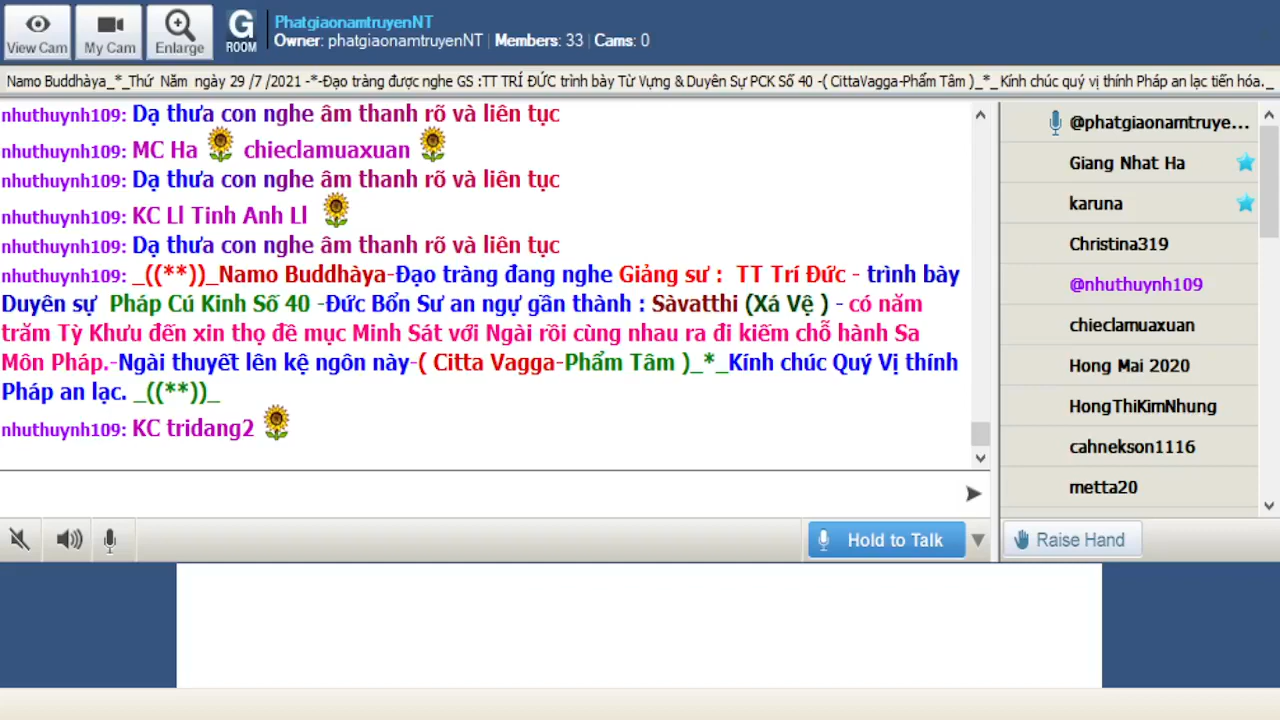 View Cam
My Cam
Enlarge
G
ROOM
PhatgiaonamtruyenNT
Owner: phatgiaonamtruyenNT | Members: 33 | Cams: 0
Namo Buddhàya_*_Thứ Năm ngày 29 /7 /2021 -*-Đạo tràng được nghe GS :TT TRÍ ĐỨC trình bày Từ Vựng & Duyên Sự PCK Số 40 -( CittaVagga-Phẩm Tâm )_*_Kính chúc quý vị thính Pháp an lạc tiến hóa._
nhuthuynh109: Dạ thưa con nghe âm thanh rõ và liên tục
nhuthuynh109: MC Ha chieclamuaxuan
nhuthuynh109: Dạ thưa con nghe âm thanh rõ và liên tục
nhuthuynh109: KC Ll Tinh Anh Ll
nhuthuynh109: Dạ thưa con nghe âm thanh rõ và liên tục
nhuthuynh109: _((**))_Namo Buddhàya-Đạo tràng đang nghe Giảng sư : TT Trí Đức - trình bày
Duyên sự Pháp Cú Kinh Số 40 -Đức Bổn Sư an ngự gần thành : Sàvatthi (Xá Vệ ) - có năm
trăm Tỳ Khưu đến xin thọ đề mục Minh Sát với Ngài rồi cùng nhau ra đi kiếm chỗ hành Sa
Môn Pháp.-Ngài thuyết lên kệ ngôn này-( Citta Vagga-Phẩm Tâm )_*_Kính chúc Quý Vị thính
Pháp an lạc. _((**))_
nhuthuynh109: KC tridang2
@phatgiaonamtruye...
Giang Nhat Ha
karuna
Christina319
@nhuthuynh109
chieclamuaxuan
Hong Mai 2020
HongThiKimNhung
cahnekson1116
metta20
Hold to Talk
Raise Hand